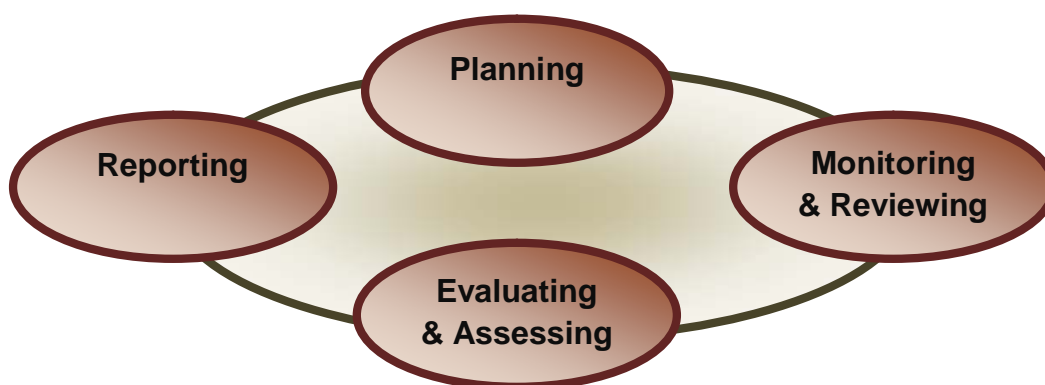 Planning
Reporting
Monitoring
& Reviewing
Evaluating
& Assessing